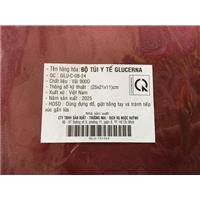 - Tên hàng hóa: BỘ TÚI Y TẾ GLUCERNA
- QC : GLU-C-08-24
- Chất liệu : Vải 900D
- Thông số kỹ thuật : (25x21x11)cm
- Xuất xứ : Việt Nam
- Năm sản xuất : 2025
- HDSD : Dùng đựng đồ, giặt bằng tay và tránh tiếp xúc gần lửa
CTY TNHH SẢN XUẤT - THƯƠNG MẠI - DỊCH VỤ NGỌC HUỲNH